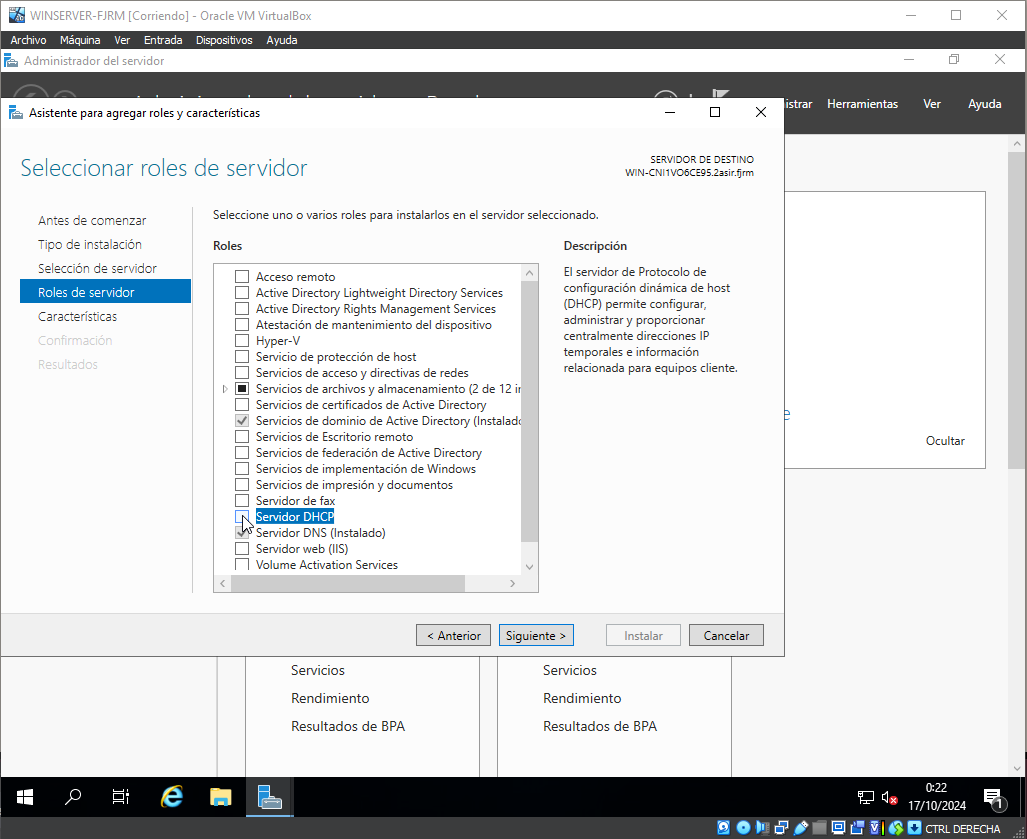 WINSERVER-FJRM [Corriendo] - Oracle VM VirtualBox
Archivo Máquina Ver Entrada Dispositivos Ayuda
Administrador del servidor
Herramientas Ver Ayuda
Asistente para agregar roles y características
Seleccionar roles de servidor
SERVIDOR DE DESTINO
WIN-CNI1VO6CE95.2asir.fjrm
Antes de comenzar
Tipo de instalación
Selección de servidor
Roles de servidor
Características
Confirmación
Resultados
Seleccione uno o varios roles para instalarlos en el servidor seleccionado.
Roles
Acceso remoto
Active Directory Lightweight Directory Services
Active Directory Rights Management Services
Atestación de mantenimiento del dispositivo
Hyper-V
Servicio de protección de host
Servicios de acceso y directivas de redes
Servicios de archivos y almacenamiento (2 de 12 in
Servicios de certificados de Active Directory
Servicios de dominio de Active Directory (Instalado
Servicios de Escritorio remoto
Servicios de federación de Active Directory
Servicios de implementación de Windows
Servicios de impresión y documentos
Servidor de fax
Servidor DHCP
Servidor DNS (Instalado)
Servidor web (IIS)
Volume Activation Services
Descripción
El servidor de Protocolo de
configuración dinámica de host
(DHCP) permite configurar,
administrar y proporcionar
centralmente direcciones IP
temporales e información
relacionada para equipos cliente.
Ocultar
< Anterior Siguiente > Instalar Cancelar
Servicios Servicios
Rendimiento Rendimiento
Resultados de BPA Resultados de BPA
0:22
17/10/2024
1
CTRL DERECHA